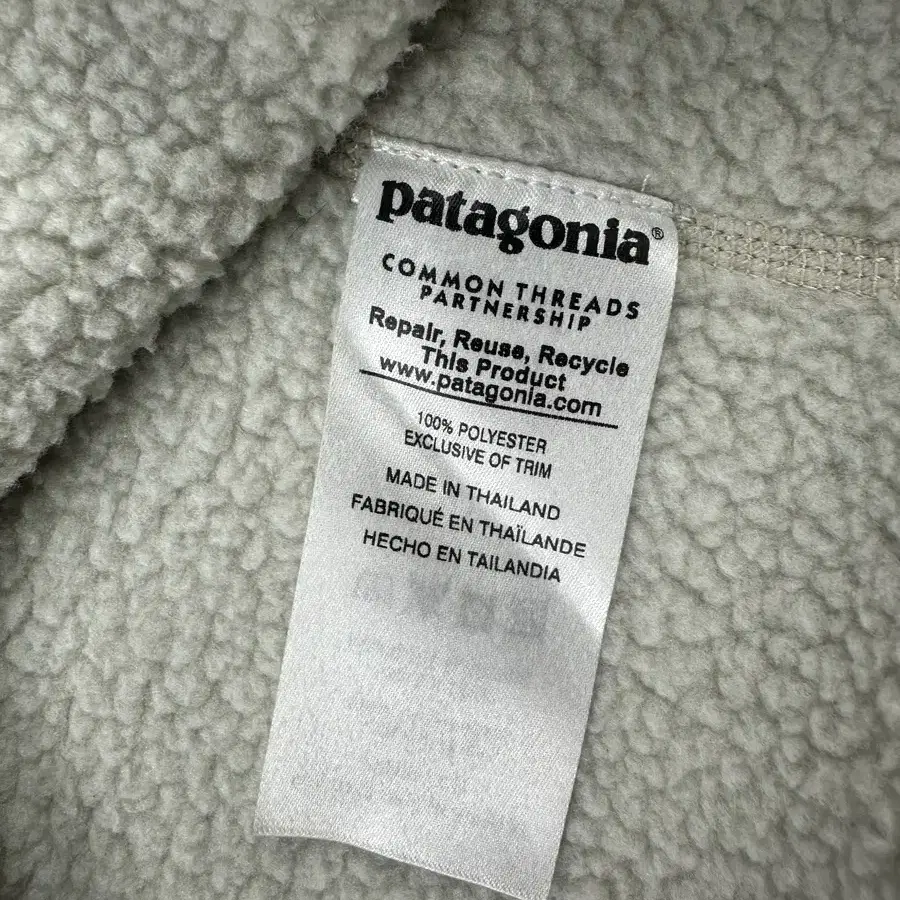 patagonia®
COMMON THREADS
PARTNERSHIP
Repair, Reuse, Recycle
This Product
www.patagonia.com
100% POLYESTER
EXCLUSIVE OF TRIM
MADE IN THAILAND
FABRIQUÉ EN THAÏLANDE
HECHO EN TAILANDIA